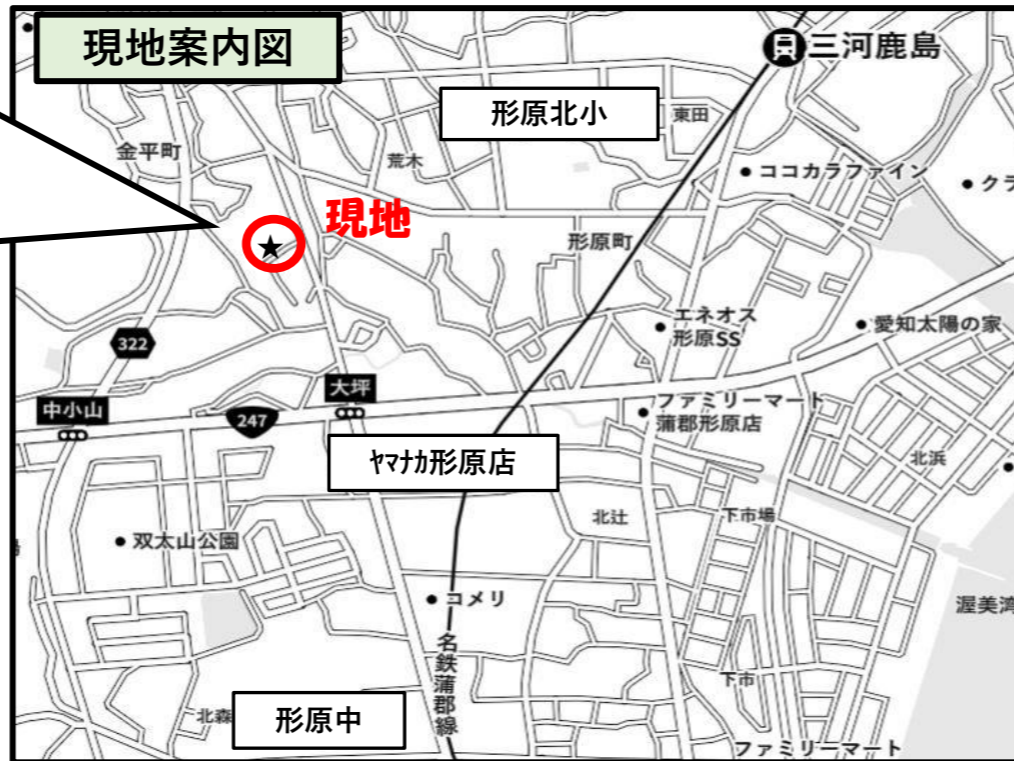 現地案内図
三河鹿島
形原北小
東田
金平町
荒木
ココカラファイン
クラ
現地
形原町
エネオス
形原SS
愛知太陽の家
322
大坪
中小山
247
ファミリーマート
蒲郡形原店
ヤマナカ形原店
北浜
北辻
下市場
双太山公園
コメリ
渥美湾
名鉄蒲郡線
下市
北森
形原中
ファミリーマート